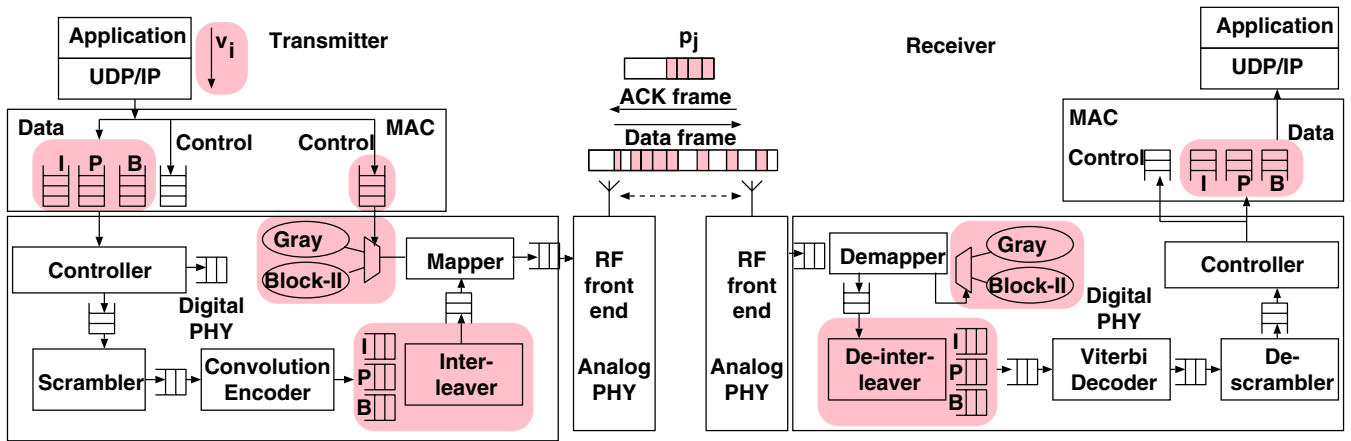 Application
UDP/IP
v i
Transmitter
Data
I P B
Control
Control
MAC
Gray
Block-II
Mapper
Controller
Digital
PHY
Scrambler
Convolution
Encoder
I
P
B
Inter-
leaver
RF
front
end
Analog
PHY
p j
ACK frame
Data frame
Receiver
RF
front
end
Analog
PHY
Application
UDP/IP
MAC
Data
Control
I P B
Demapper
Gray
Block-II
Digital
PHY
Controller
De-inter-
leaver
I
P
B
Viterbi
Decoder
De-
scrambler